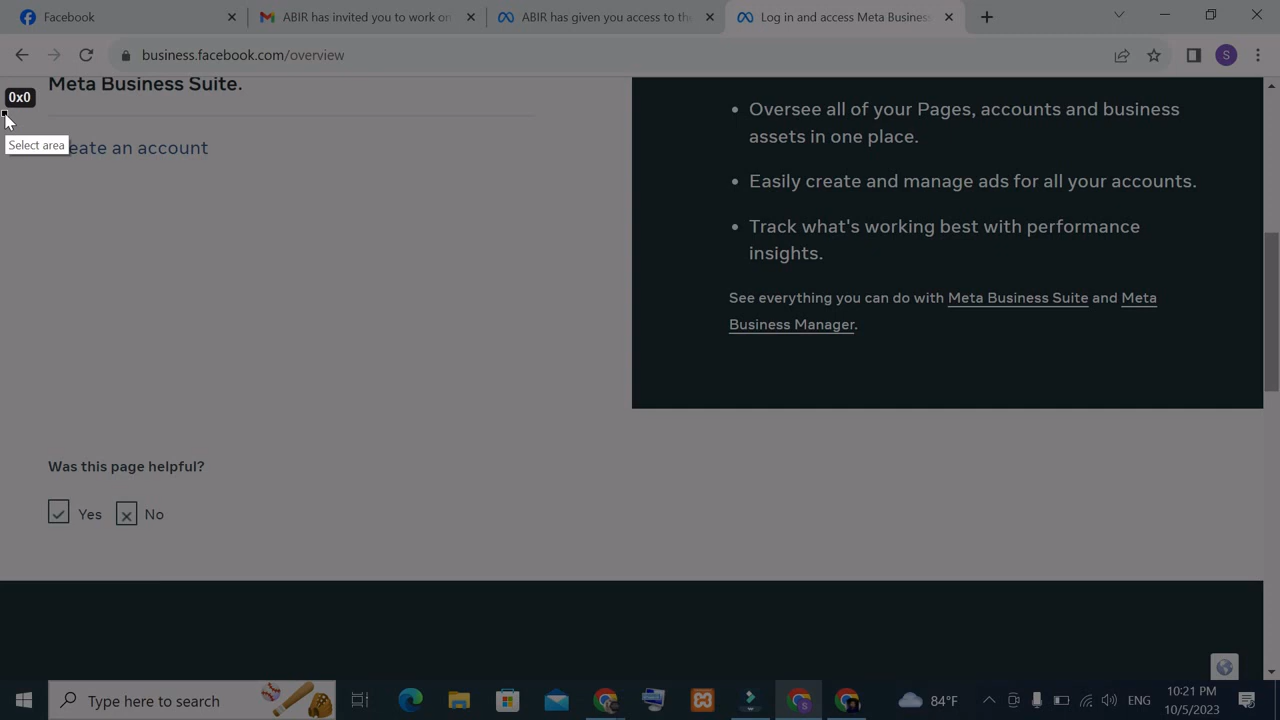 Facebook
ABIR has invited you to work on
ABIR has given you access to the
Log in and access Meta Business
business.facebook.com/overview
S
Meta Business Suite.
0x0
Select area
eate an account
Oversee all of your Pages, accounts and business
assets in one place.
Easily create and manage ads for all your accounts.
Track what's working best with performance
insights.
See everything you can do with Meta Business Suite and Meta
Business Manager.
Was this page helpful?
Yes
No
Type here to search
84°F
ENG
10:21 PM
10/5/2023